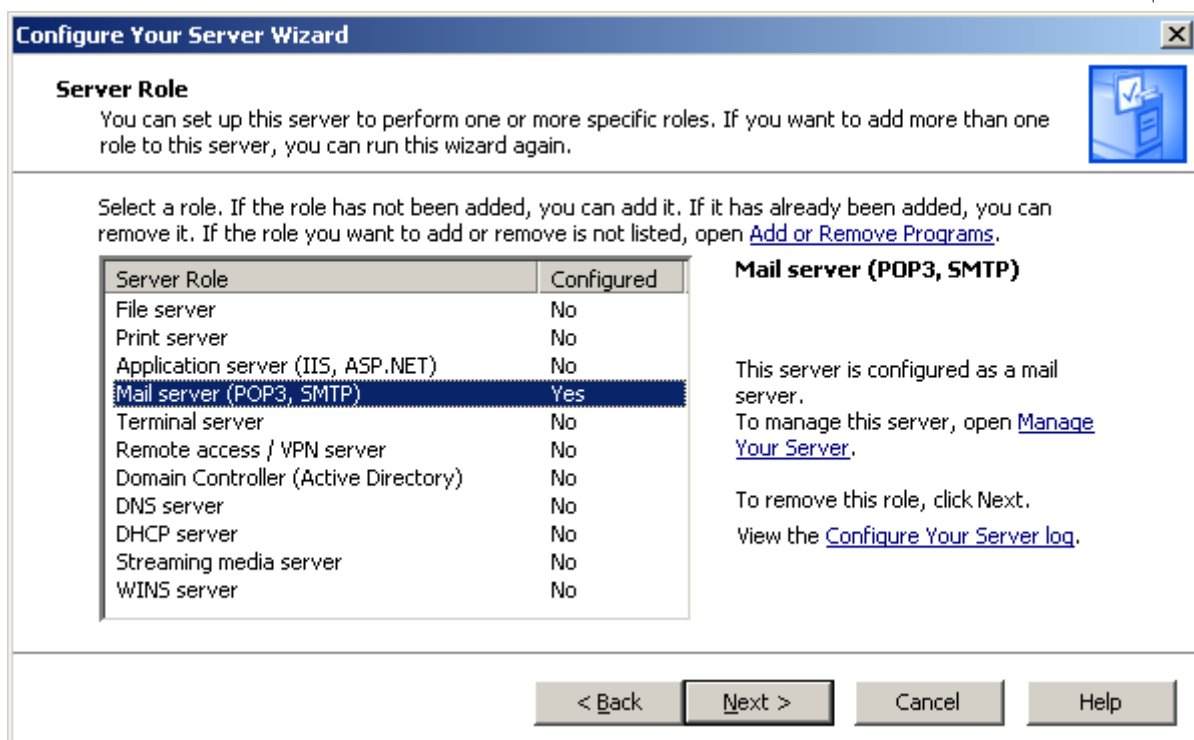 Configure Your Server Wizard
Server Role
You can set up this server to perform one or more specific roles. If you want to add more than one
role to this server, you can run this wizard again.
Select a role. If the role has not been added, you can add it. If it has already been added, you can
remove it. If the role you want to add or remove is not listed, open Add or Remove Programs.
Server Role Configured
File server No
Print server No
Application server (IIS, ASP.NET) No
Mail server (POP3, SMTP) Yes
Terminal server No
Remote access / VPN server No
Domain Controller (Active Directory) No
DNS server No
DHCP server No
Streaming media server No
WINS server No
Mail server (POP3, SMTP)
This server is configured as a mail
server.
To manage this server, open Manage
Your Server.
To remove this role, click Next.
View the Configure Your Server log.
< Back Next > Cancel Help